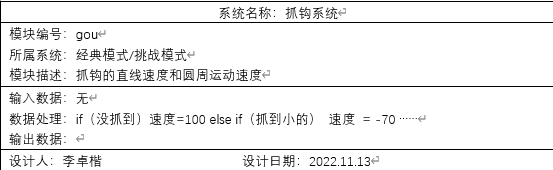 系统名称：抓钩系统
模块编号：gou
所属系统：经典模式/挑战模式
模块描述：抓钩的直线速度和圆周运动速度
输入数据：无
数据处理：if（没抓到）速度=100 else if（抓到小的） 速度 = -70 ······
输出数据：
设计人：李卓楷 设计日期：2022.11.13